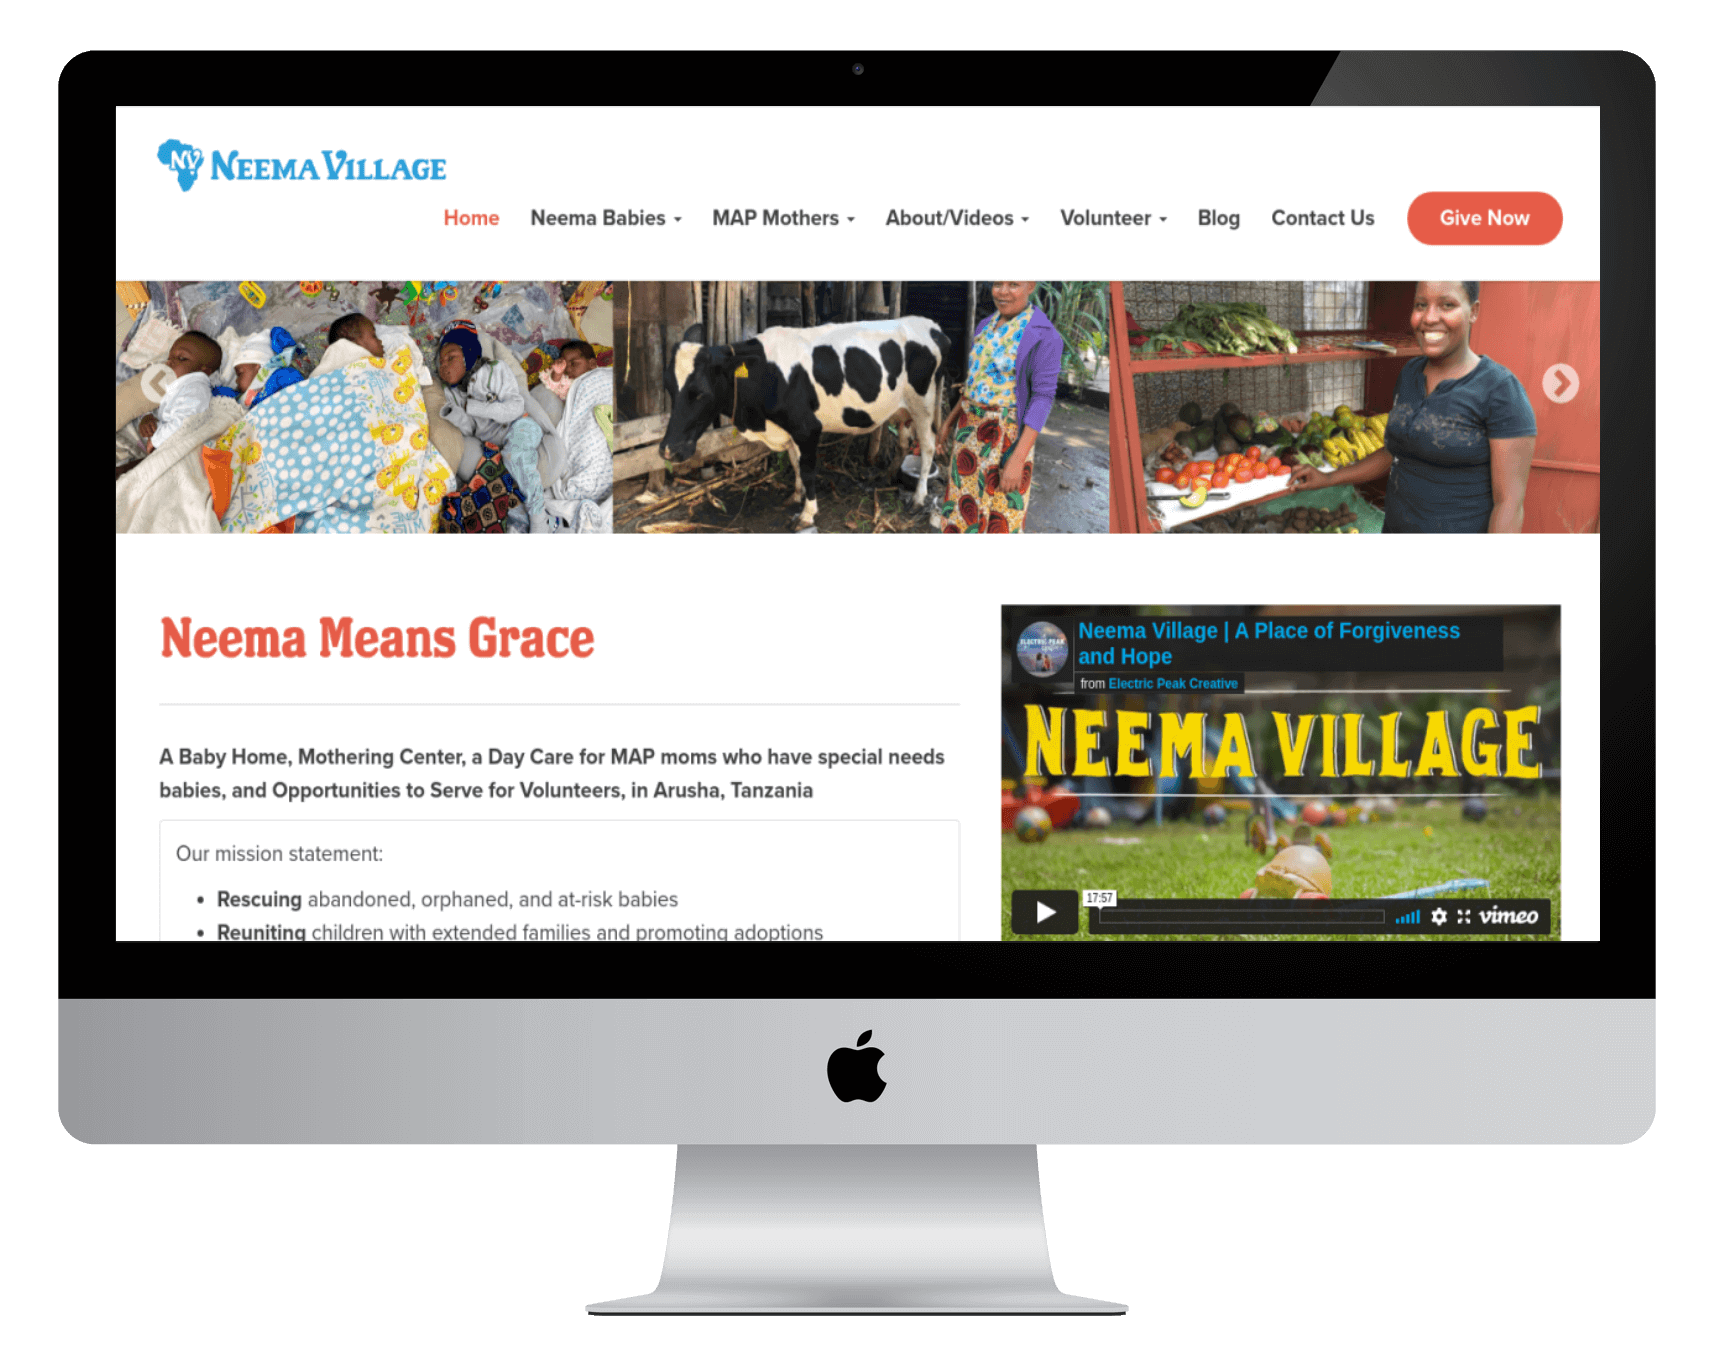 NV
NEEMA VILLAGE
Home
Neema Babies
MAP Mothers
About/Videos
Volunteer
Blog
Contact Us
Give Now
Neema Means Grace
A Baby Home, Mothering Center, a Day Care for MAP moms who have special needs
babies, and Opportunities to Serve for Volunteers, in Arusha, Tanzania
Our mission statement:
• Rescuing abandoned, orphaned, and at-risk babies
• Reuniting children with extended families and promoting adoptions
ELECTRIC PEAK
Neema Village | A Place of Forgiveness
and Hope
from Electric Peak Creative
NEEMA VILLAGE
17:57
vimeo